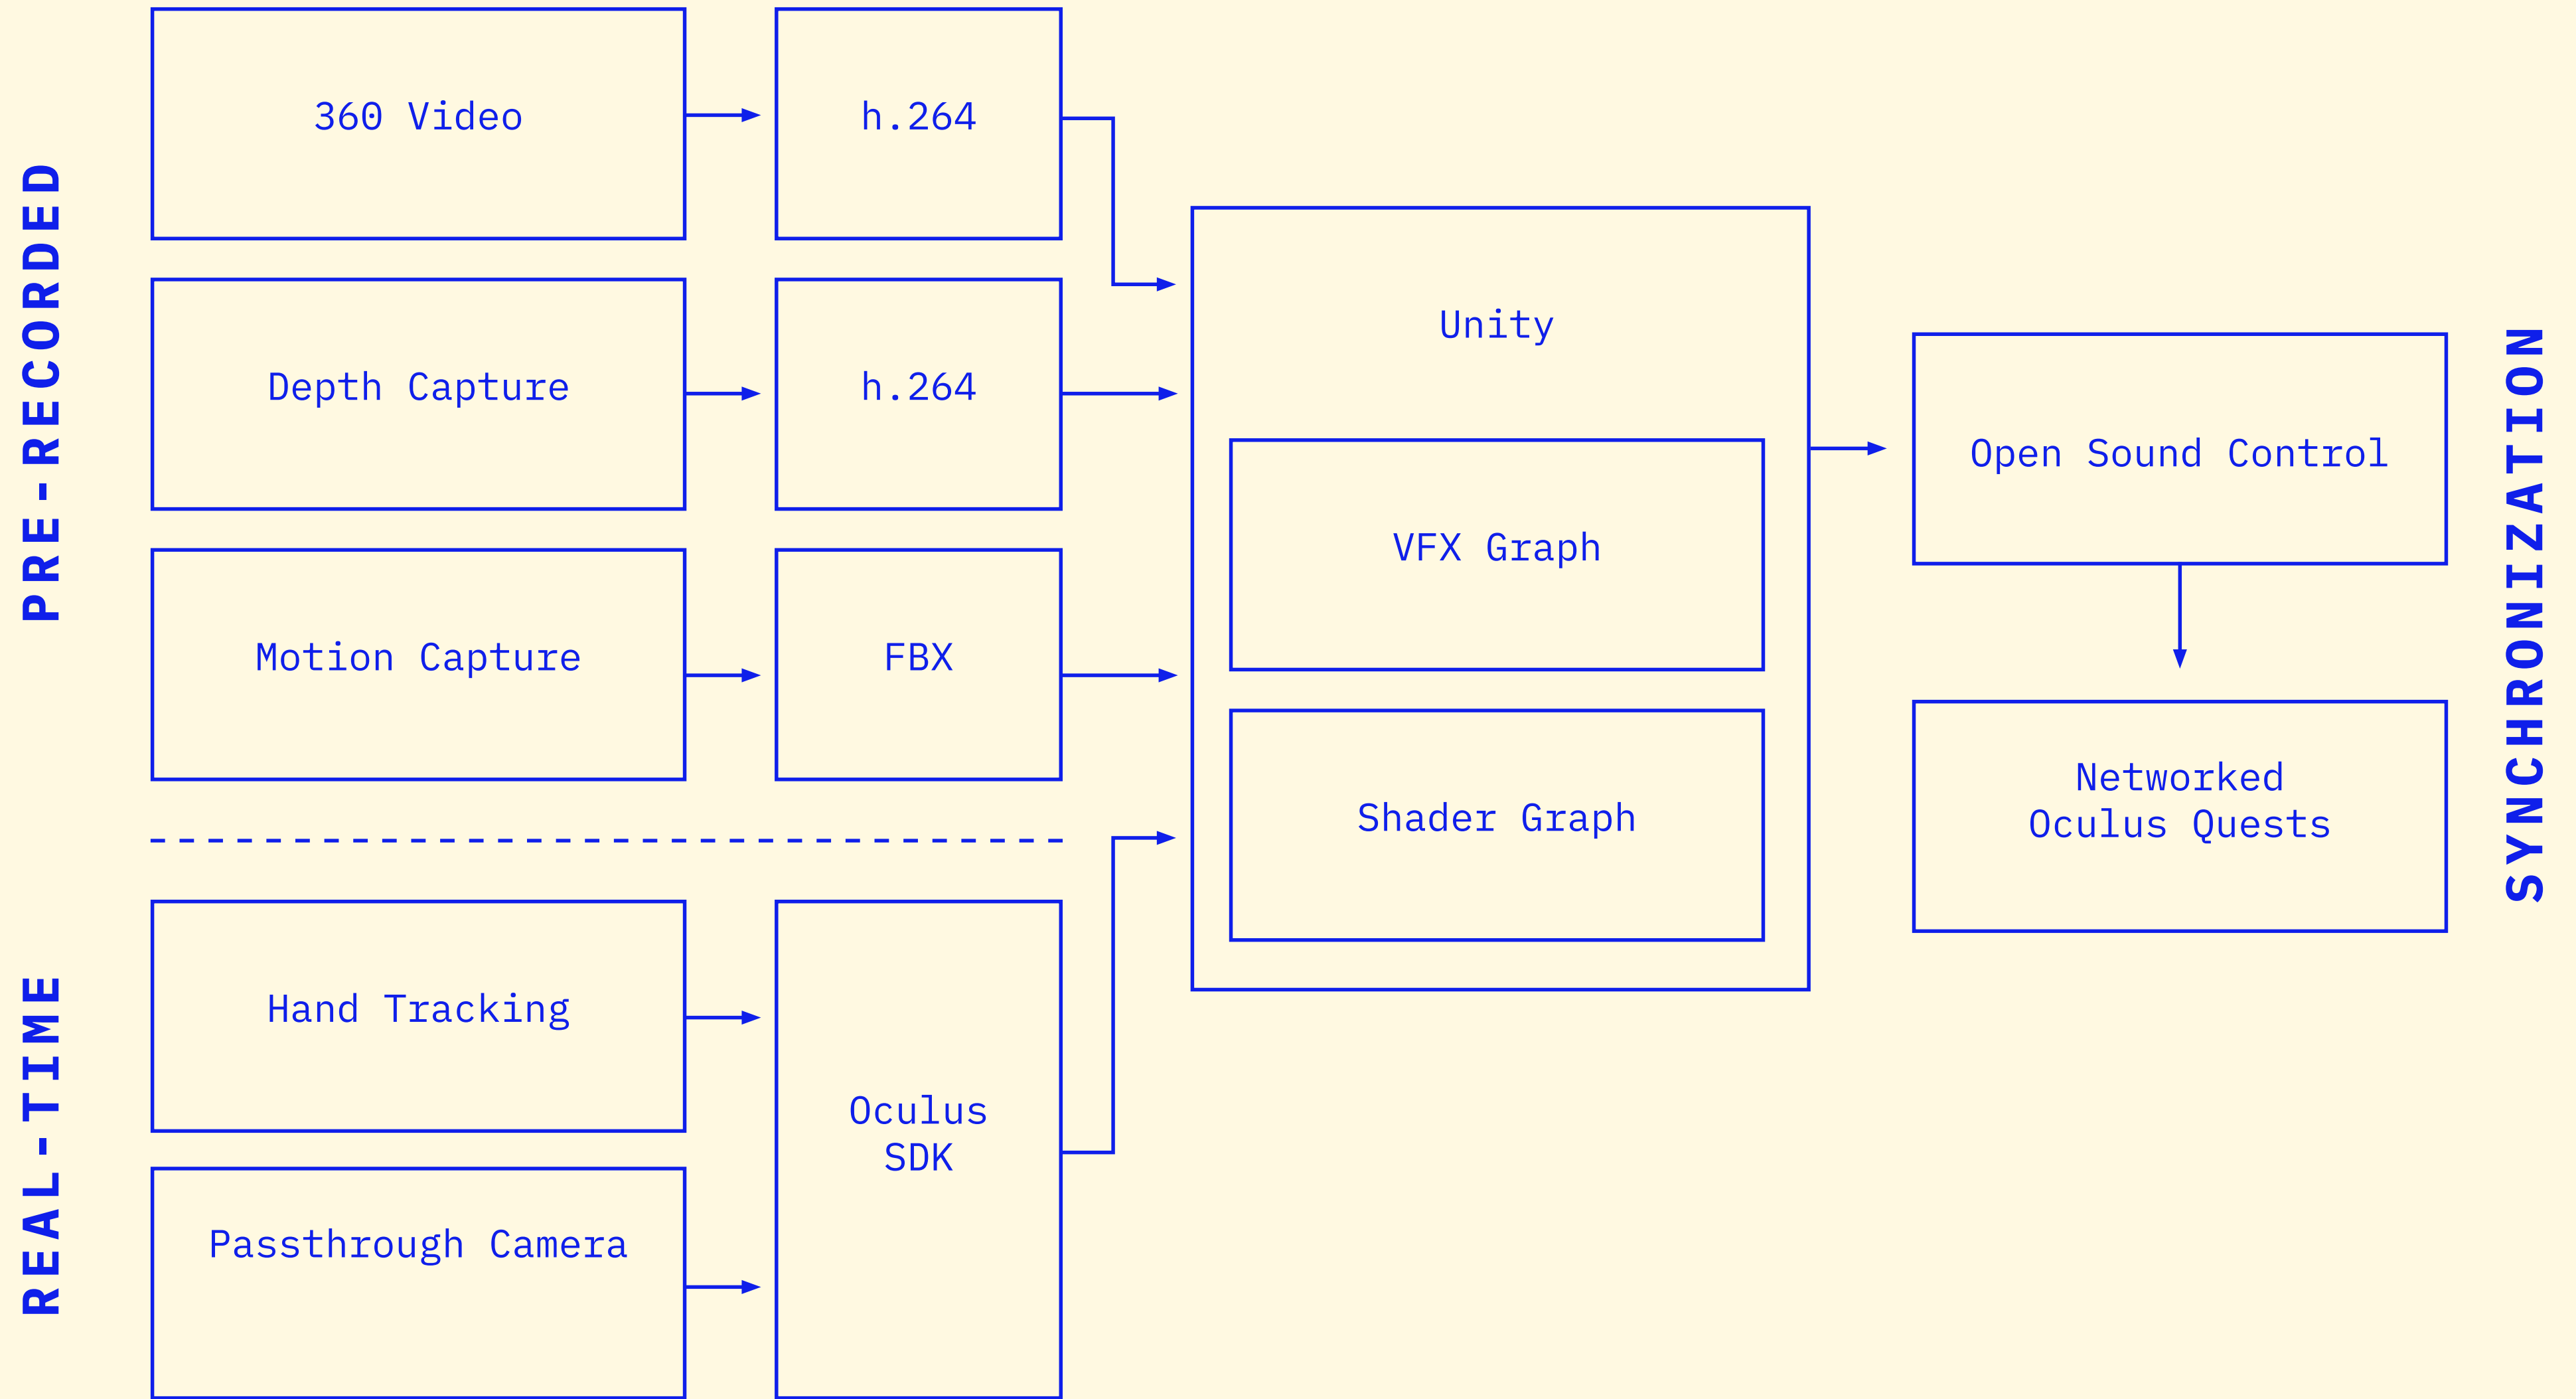 PRE-RECORDED
360 Video
h.264
Depth Capture
h.264
Motion Capture
FBX
REAL-TIME
Hand Tracking
Passthrough Camera
Oculus
SDK
Unity
VFX Graph
Shader Graph
Open Sound Control
Networked
Oculus Quests
SYNCHRONIZATION